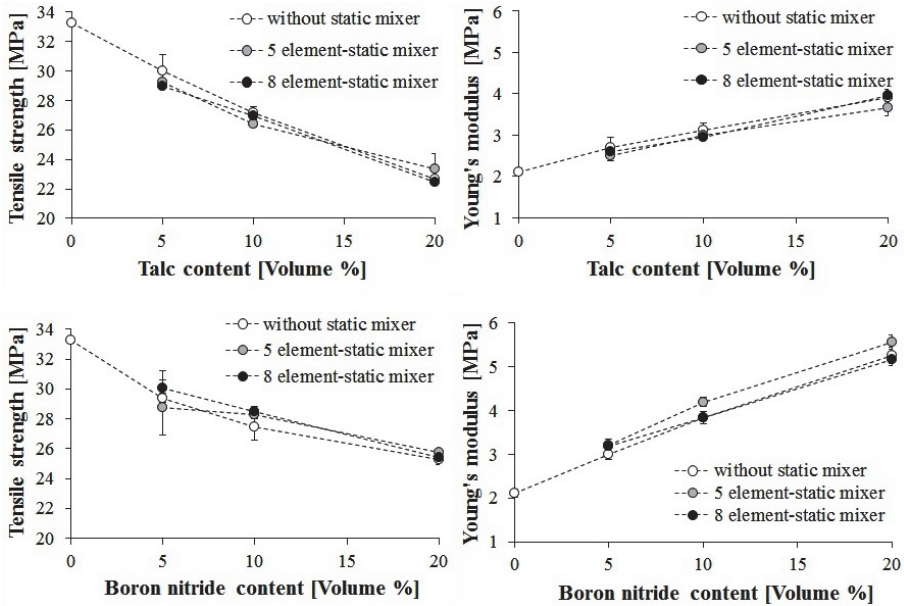 Tensile strength [MPa]
34
32
30
28
26
24
22
20
0
5
10
15
20
Talc content [Volume %]
without static mixer
5 element-static mixer
8 element-static mixer
Young's modulus [MPa]
6
5
4
3
2
1
0
5
10
15
20
Talc content [Volume %]
without static mixer
5 element-static mixer
8 element-static mixer
Tensile strength [MPa]
34
32
30
28
26
24
22
20
0
5
10
15
20
Boron nitride content [Volume %]
without static mixer
5 element-static mixer
8 element-static mixer
Young's modulus [MPa]
6
5
4
3
2
1
0
5
10
15
20
Boron nitride content [Volume %]
without static mixer
5 element-static mixer
8 element-static mixer